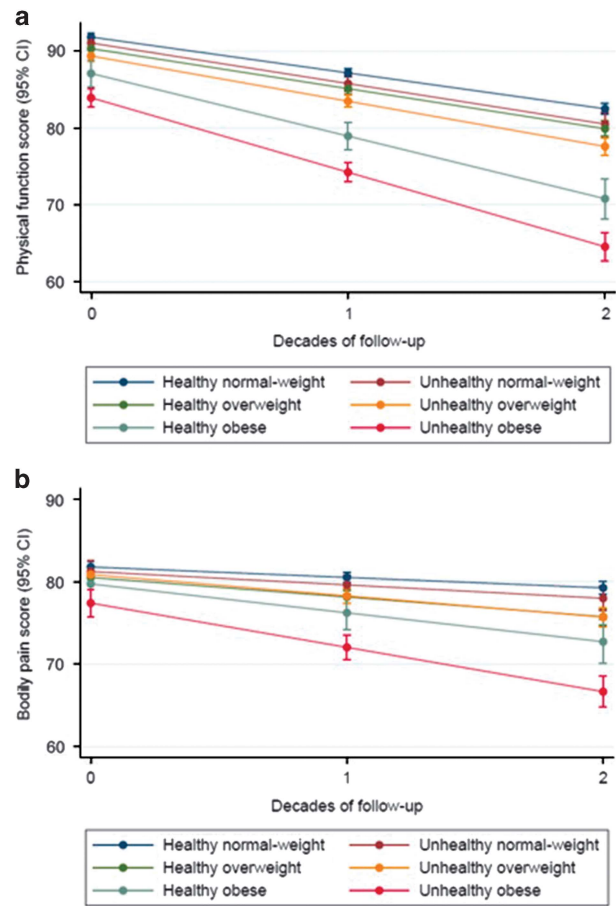 a
Physical function score (95% CI)
90
80
70
60
0 1 2
Decades of follow-up
Healthy normal-weight Unhealthy normal-weight
Healthy overweight Unhealthy overweight
Healthy obese Unhealthy obese
b
Bodily pain score (95% CI)
90
80
70
60
0 1 2
Decades of follow-up
Healthy normal-weight Unhealthy normal-weight
Healthy overweight Unhealthy overweight
Healthy obese Unhealthy obese